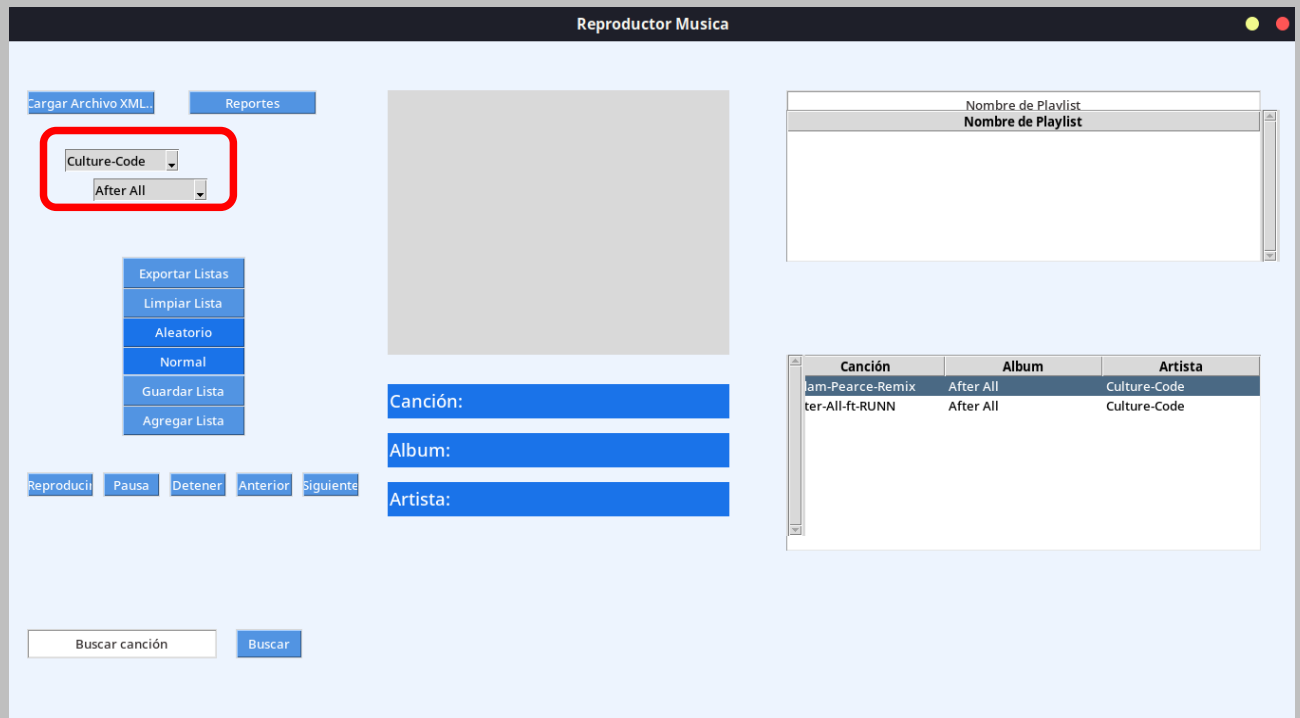 Reproductor Musica
Cargar Archivo XML..
Reportes
Culture-Code
After All
Exportar Listas
Limpiar Lista
Aleatorio
Normal
Guardar Lista
Agregar Lista
Reproducir
Pausa
Detener
Anterior
Siguiente
Buscar canción
Buscar
Canción:
Album:
Artista:
Nombre de Playlist
Nombre de Playlist
Canción Album Artista
lam-Pearce-Remix After All Culture-Code
ter-All-ft-RUNN After All Culture-Code